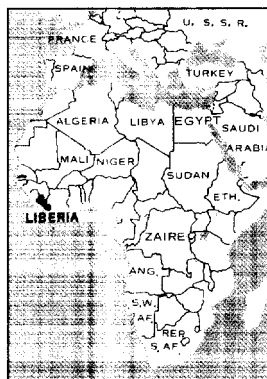 U. S. S. R.
FRANCE
SPAIN
TURKEY
ALGERIA
LIBYA
EGYPT
SAUDI
ARABIA
MALI
NIGER
SUDAN
ETH.
LIBERIA
ZAIRE
ANG.
S.W.
AF.
REP.
S. AF.